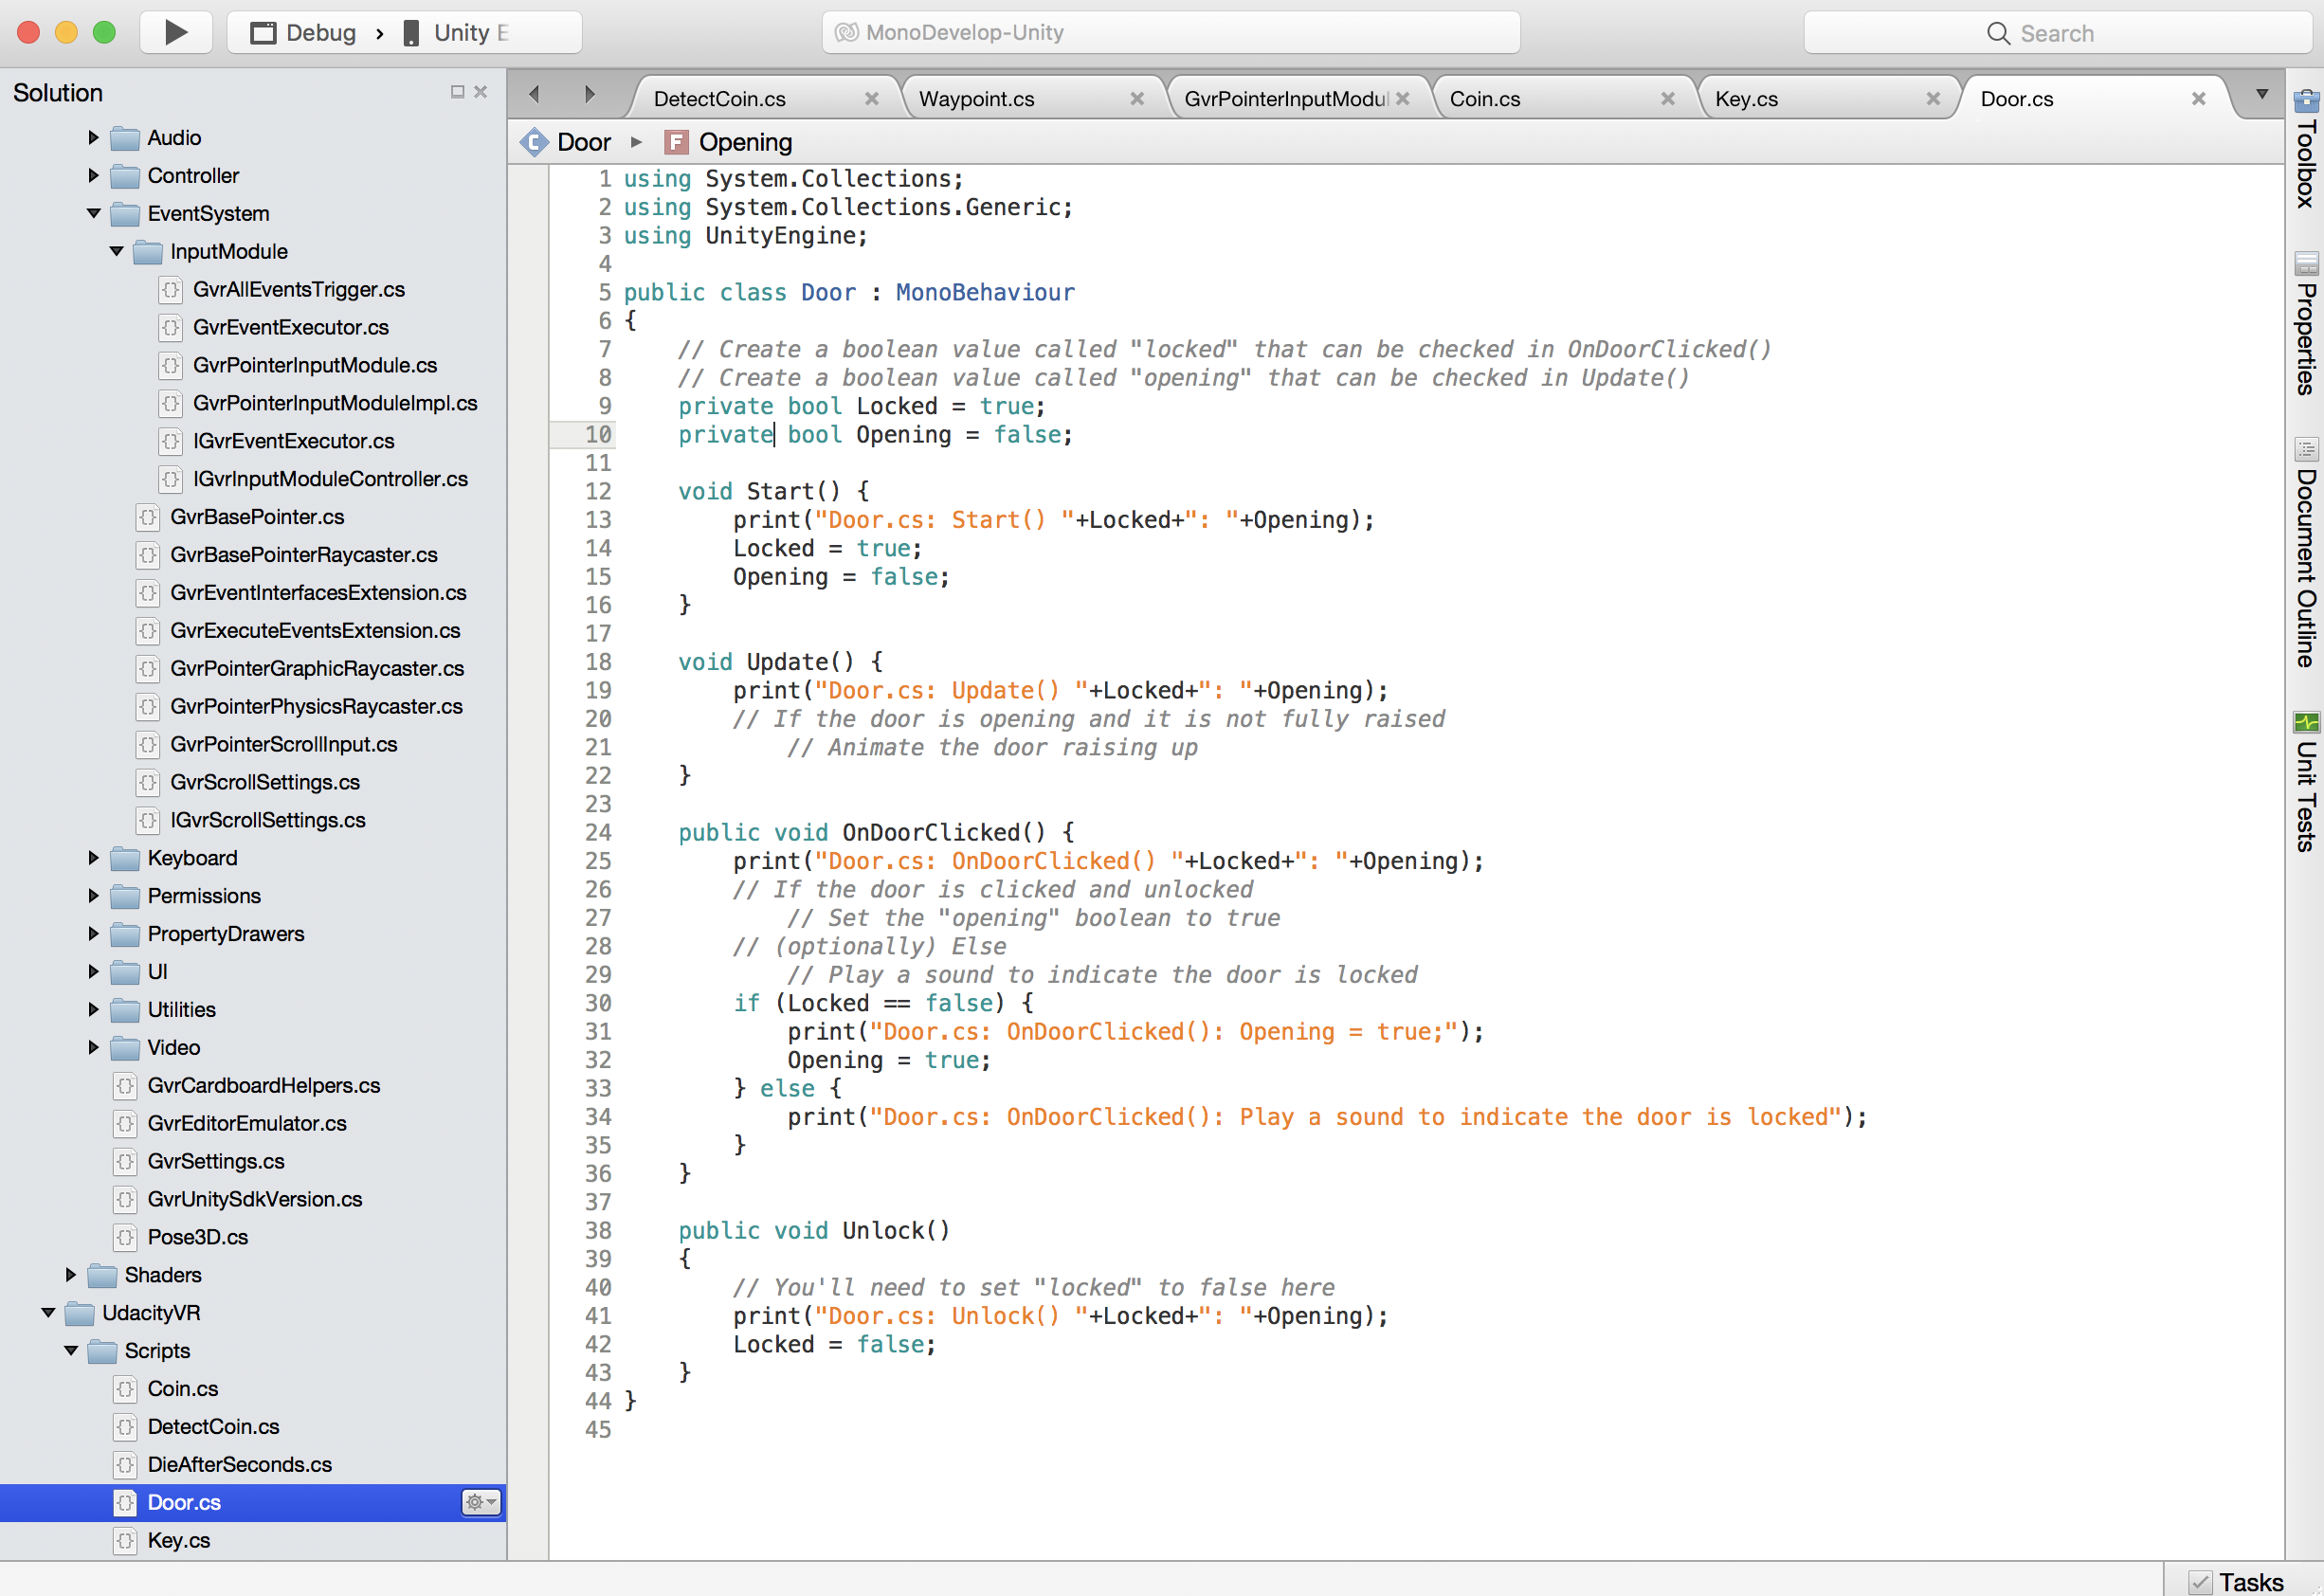 Debug › Unity E
MonoDevelop-Unity
Search
Solution
Audio
Controller
EventSystem
InputModule
GvrAllEventsTrigger.cs
GvrEventExecutor.cs
GvrPointerInputModule.cs
GvrPointerInputModuleImpl.cs
IGvrEventExecutor.cs
IGvrInputModuleController.cs
GvrBasePointer.cs
GvrBasePointerRaycaster.cs
GvrEventInterfacesExtension.cs
GvrExecuteEventsExtension.cs
GvrPointerGraphicRaycaster.cs
GvrPointerPhysicsRaycaster.cs
GvrPointerScrollInput.cs
GvrScrollSettings.cs
IGvrScrollSettings.cs
Keyboard
Permissions
PropertyDrawers
UI
Utilities
Video
GvrCardboardHelpers.cs
GvrEditorEmulator.cs
GvrSettings.cs
GvrUnitySdkVersion.cs
Pose3D.cs
Shaders
UdacityVR
Scripts
Coin.cs
DetectCoin.cs
DieAfterSeconds.cs
Door.cs
Key.cs
DetectCoin.cs Waypoint.cs GvrPointerInputModul Coin.cs Key.cs Door.cs
C Door F Opening
1 using System.Collections;
2 using System.Collections.Generic;
3 using UnityEngine;
4
5 public class Door : MonoBehaviour
6 {
7 // Create a boolean value called "locked" that can be checked in OnDoorClicked()
8 // Create a boolean value called "opening" that can be checked in Update()
9 private bool Locked = true;
10 private bool Opening = false;
11
12 void Start() {
13 print("Door.cs: Start() "+Locked+": "+Opening);
14 Locked = true;
15 Opening = false;
16 }
17
18 void Update() {
19 print("Door.cs: Update() "+Locked+": "+Opening);
20 // If the door is opening and it is not fully raised
21 // Animate the door raising up
22 }
23
24 public void OnDoorClicked() {
25 print("Door.cs: OnDoorClicked() "+Locked+": "+Opening);
26 // If the door is clicked and unlocked
27 // Set the "opening" boolean to true
28 // (optionally) Else
29 // Play a sound to indicate the door is locked
30 if (Locked == false) {
31 print("Door.cs: OnDoorClicked(): Opening = true;");
32 Opening = true;
33 } else {
34 print("Door.cs: OnDoorClicked(): Play a sound to indicate the door is locked");
35 }
36 }
37
38 public void Unlock()
39 {
40 // You'll need to set "locked" to false here
41 print("Door.cs: Unlock() "+Locked+": "+Opening);
42 Locked = false;
43 }
44 }
45
Toolbox
Properties
Document Outline
Unit Tests
Tasks